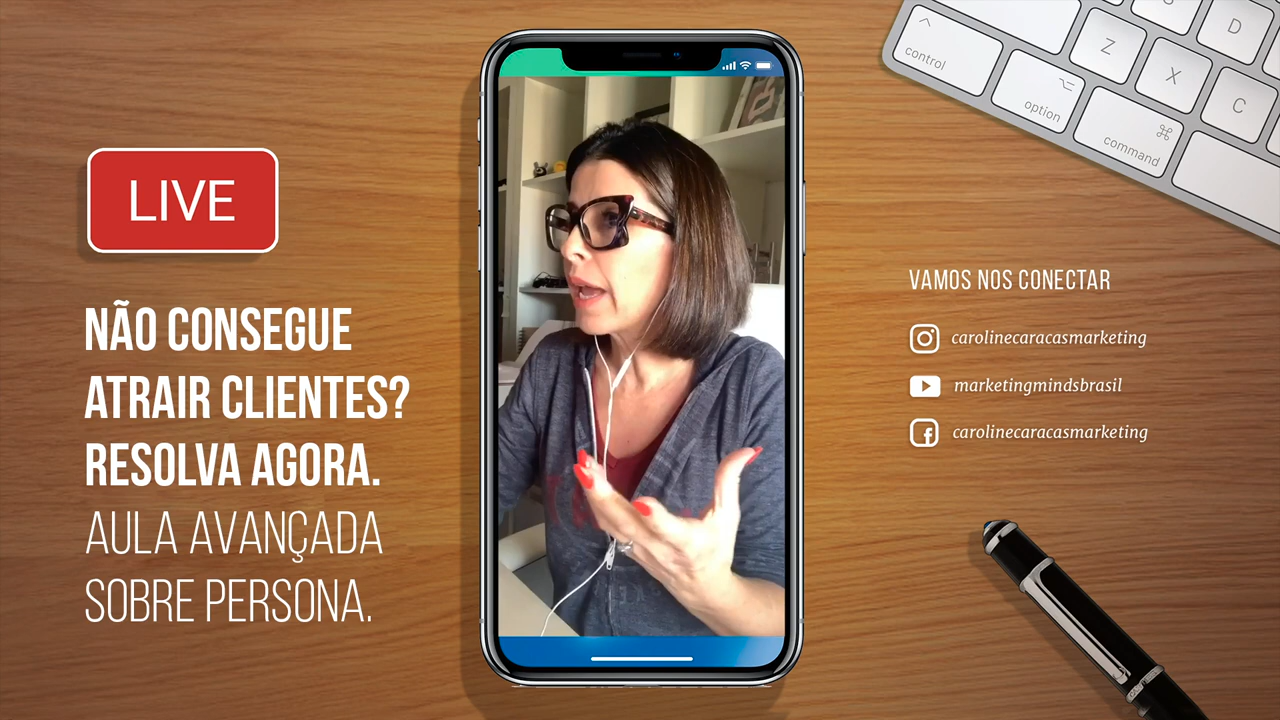 LIVE
NÃO CONSEGUE
ATRAIR CLIENTES?
RESOLVA AGORA.
AULA AVANÇADA
SOBRE PERSONA.
VAMOS NOS CONECTAR
carolinecaracasmarketing
marketingmindsbrasil
carolinecaracasmarketing
control
option
command
Z
X
C
S
D